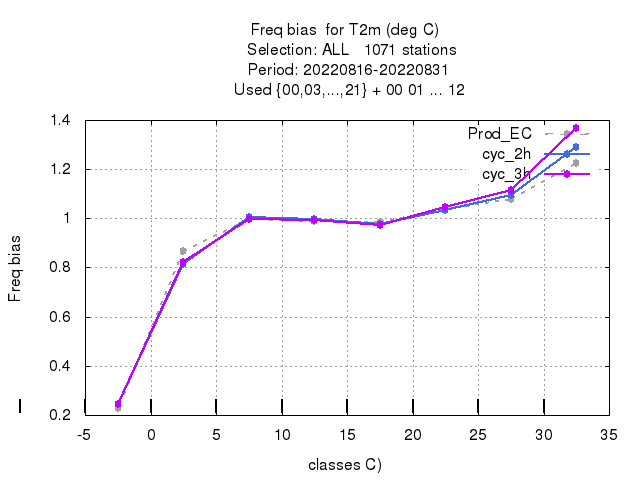 Freq bias  for T2m (deg C)
Selection: ALL   1071 stations
Period: 20220816-20220831
Used {00,03,...,21} + 00 01 ... 12
Prod_EC
cyc_2h
cyc_3h
Freq bias
1.4
1.2
1
0.8
0.6
0.4
0.2
-5 0 5 10 15 20 25 30 35
classes C)